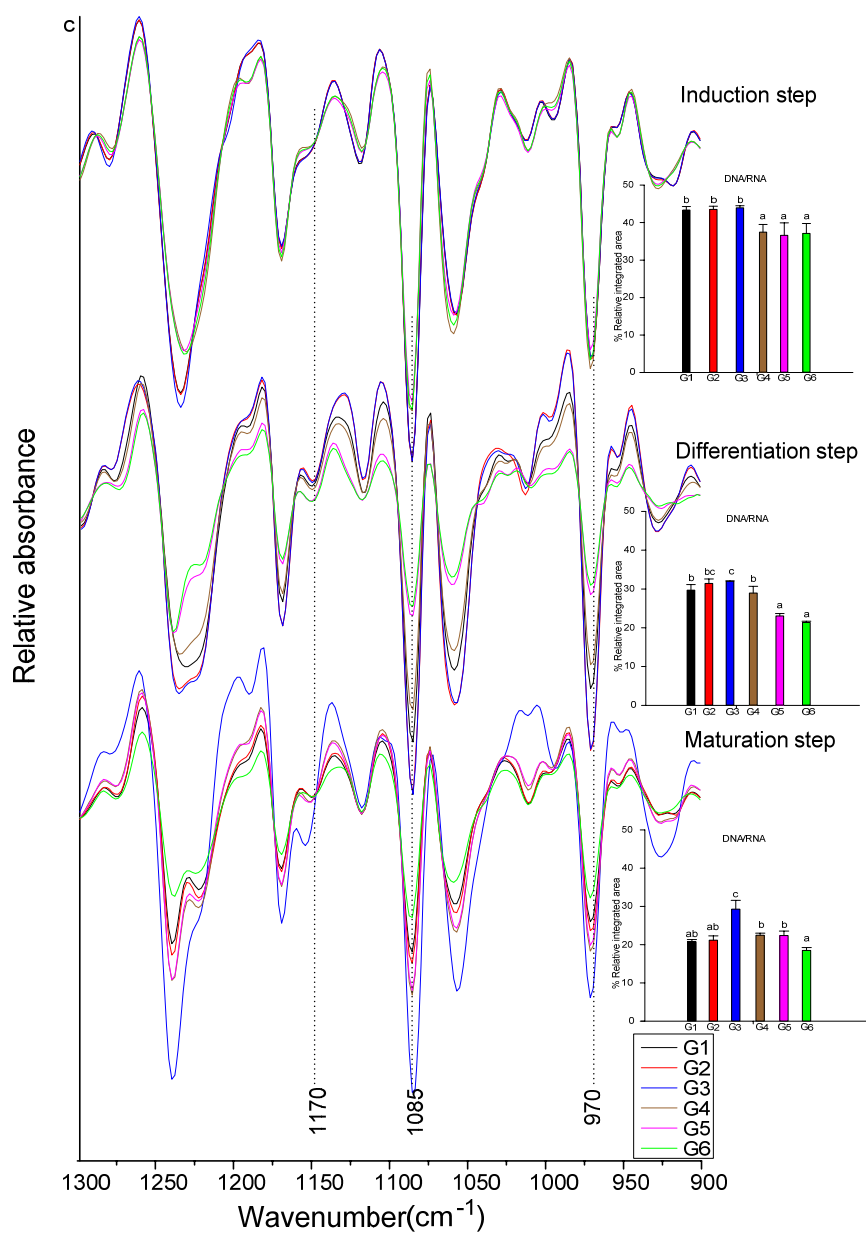 C
Induction step
DNA/RNA
50
40
30
20
10
0
% Relative integrated area
b b b a a a
G1 G2 G3 G4 G5 G6
Differentiation step
DNA/RNA
50
40
30
20
10
0
% Relative integrated area
b bc c b a a
G1 G2 G3 G4 G5 G6
Maturation step
DNA/RNA
50
40
30
20
10
0
% Relative integrated area
ab ab c b b a
G1 G2 G3 G4 G5 G6
Relative absorbance
1170
1085
970
G1
G2
G3
G4
G5
G6
1300 1250 1200 1150 1100 1050 1000 950 900
Wavenumber(cm⁻¹)